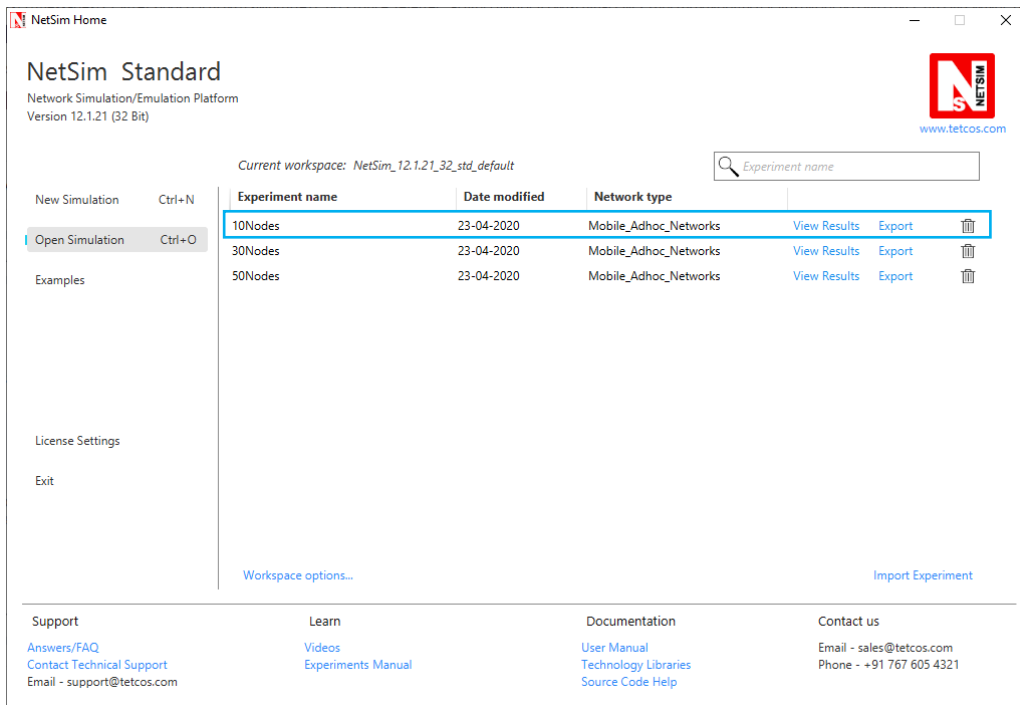 NetSim Home
NetSim Standard
Network Simulation/Emulation Platform
Version 12.1.21 (32 Bit)
N
S
NETSIM
www.tetcos.com
Current workspace: NetSim_12.1.21_32_std_default
Experiment name
New Simulation Ctrl+N
Open Simulation Ctrl+O
Examples
License Settings
Exit
Experiment name Date modified Network type
10Nodes 23-04-2020 Mobile_Adhoc_Networks View Results Export
30Nodes 23-04-2020 Mobile_Adhoc_Networks View Results Export
50Nodes 23-04-2020 Mobile_Adhoc_Networks View Results Export
Workspace options...
Import Experiment
Support
Answers/FAQ
Contact Technical Support
Email - support@tetcos.com
Learn
Videos
Experiments Manual
Documentation
User Manual
Technology Libraries
Source Code Help
Contact us
Email - sales@tetcos.com
Phone - +91 767 605 4321